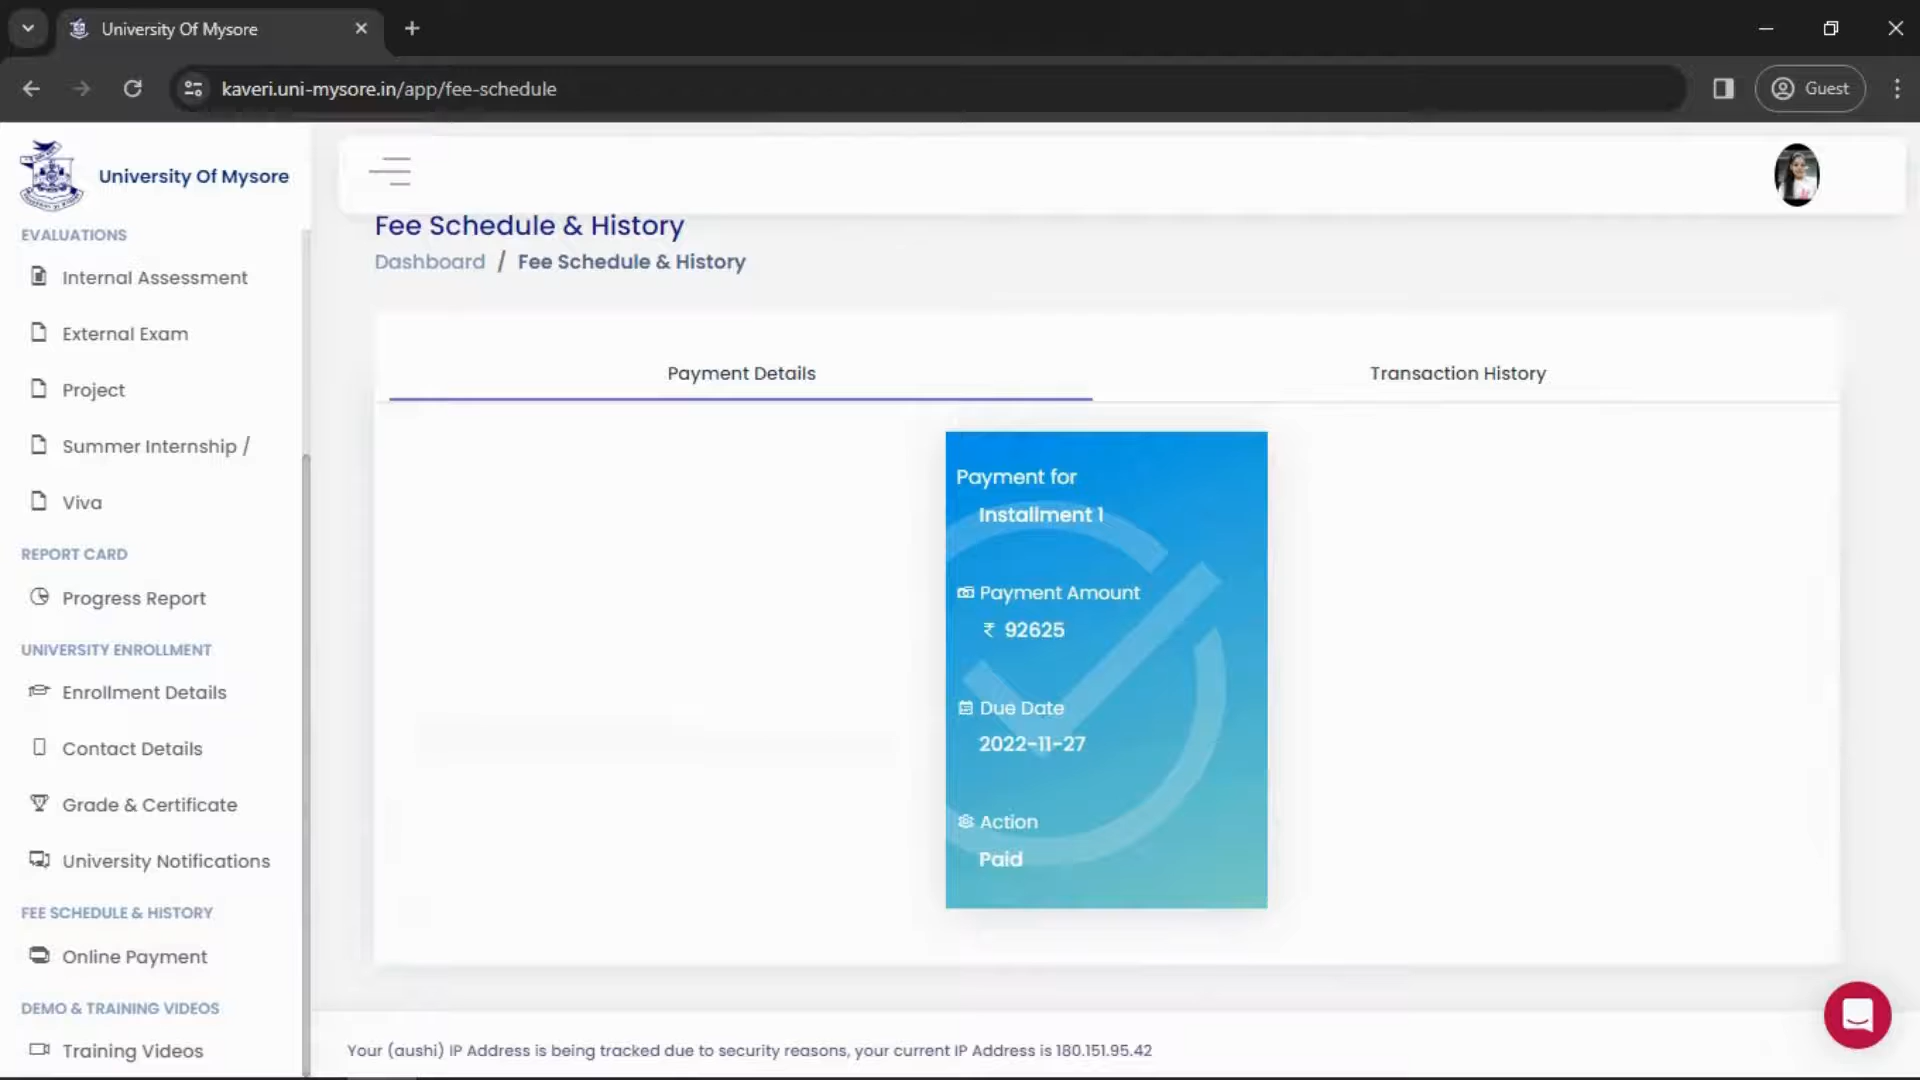 University Of Mysore
kaveri.uni-mysore.in/app/fee-schedule
Guest
University Of Mysore
EVALUATIONS
Internal Assessment
External Exam
Project
Summer Internship /
Viva
REPORT CARD
Progress Report
UNIVERSITY ENROLLMENT
Enrollment Details
Contact Details
Grade & Certificate
University Notifications
FEE SCHEDULE & HISTORY
Online Payment
DEMO & TRAINING VIDEOS
Training Videos
Fee Schedule & History
Dashboard / Fee Schedule & History
Payment Details
Transaction History
Payment for
Installment 1
Payment Amount
₹ 92625
Due Date
2022-11-27
Action
Paid
Your (aushi) IP Address is being tracked due to security reasons, your current IP Address is 180.151.95.42